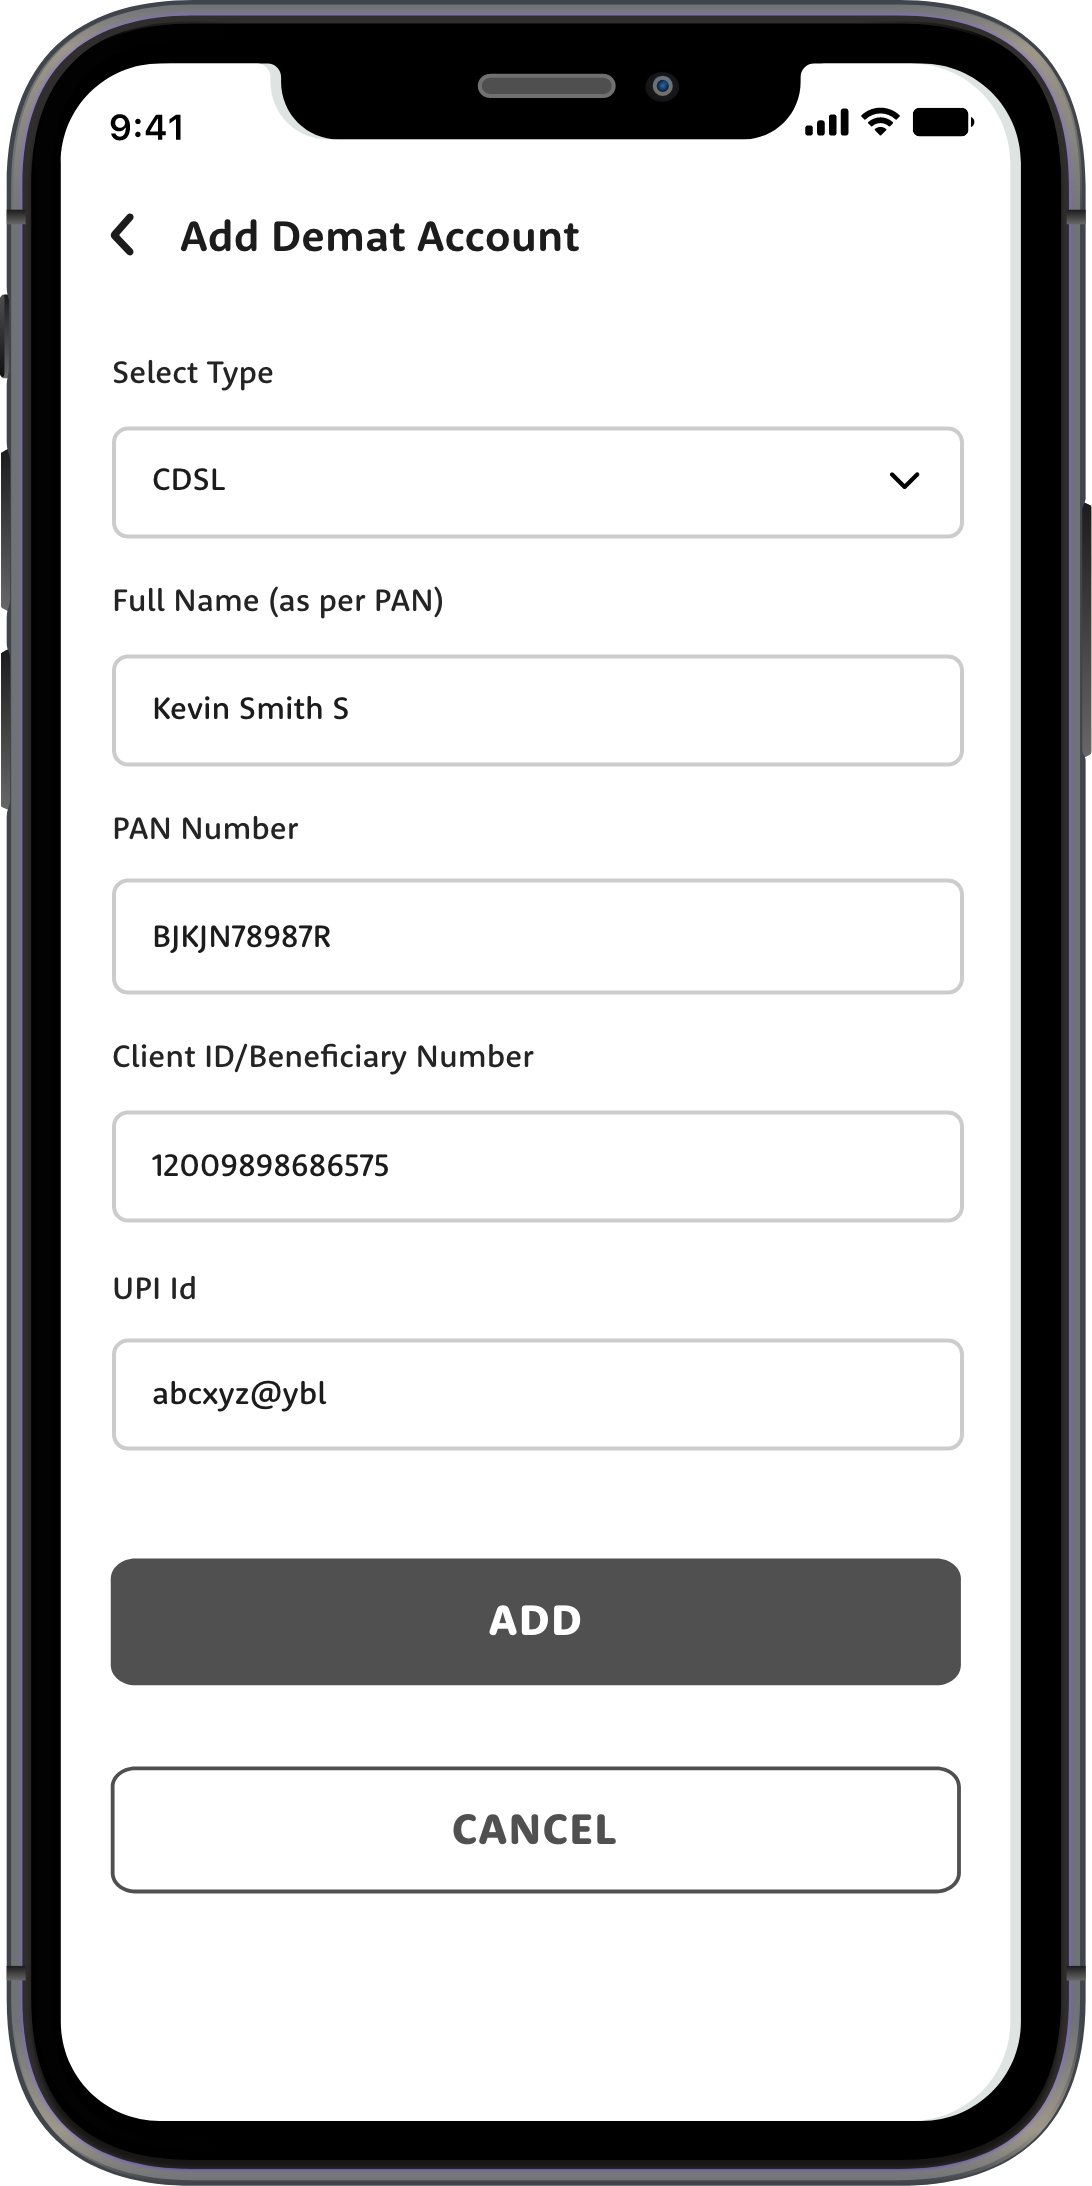 9:41
Add Demat Account
Select Type
CDSL
Full Name (as per PAN)
Kevin Smith S
PAN Number
BJKJN78987R
Client ID/Beneficiary Number
12009898686575
UPI Id
abcxyz@ybl
ADD
CANCEL